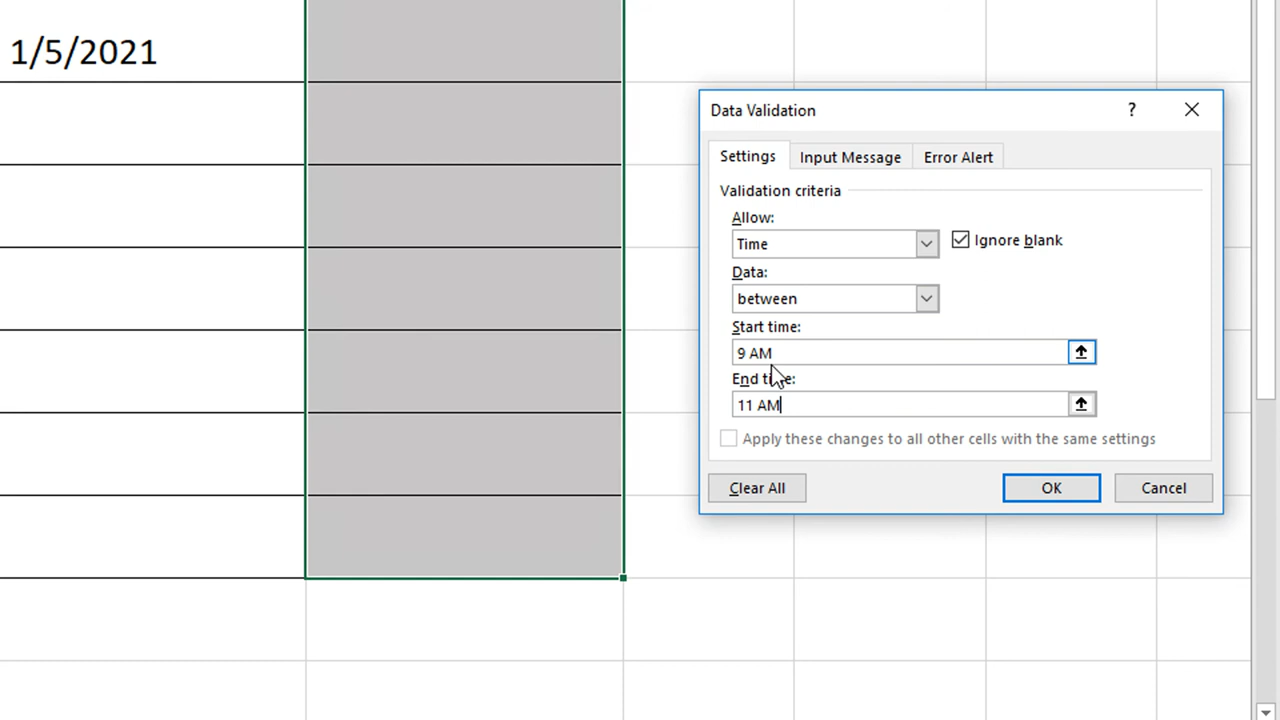 1/5/2021
Data Validation
?
Settings
Input Message
Error Alert
Validation criteria
Allow:
Time
Ignore blank
Data:
between
Start time:
9 AM
End time:
11 AM
Apply these changes to all other cells with the same settings
Clear All
OK
Cancel